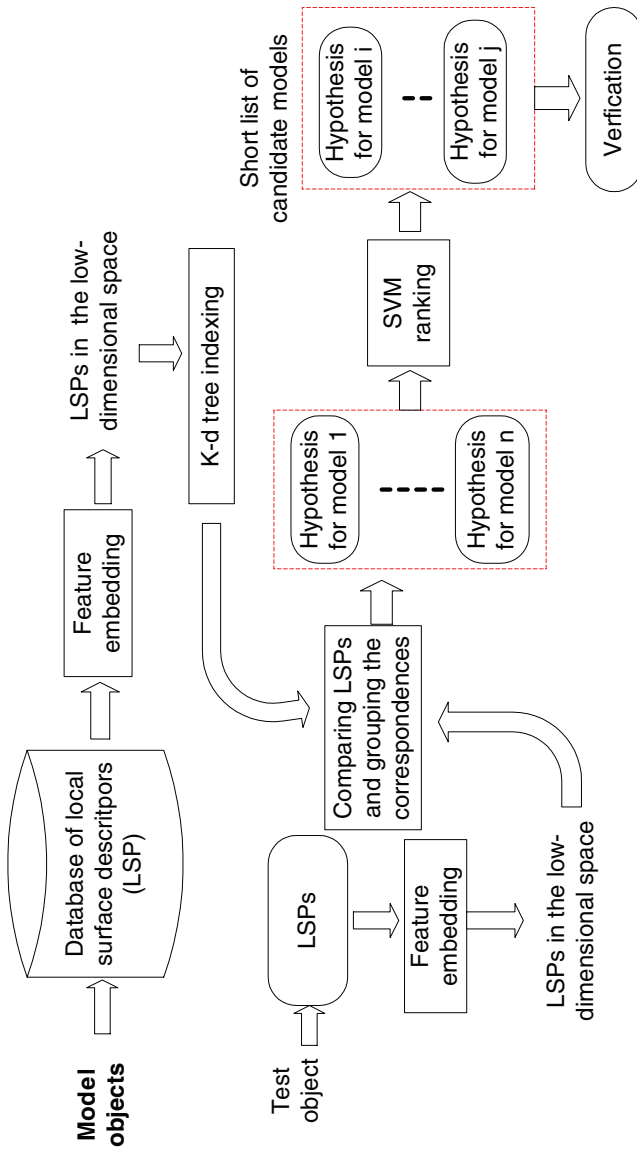 Model
objects
Database of local
surface descritpors
(LSP)
Feature
embedding
LSPs in the low-
dimensional space
K-d tree indexing
Test
object
LSPs
Feature
embedding
LSPs in the low-
dimensional space
Comparing LSPs
and grouping the
correspondences
Hypothesis
for model 1
Hypothesis
for model n
SVM
ranking
Short list of
candidate models
Hypothesis
for model i
Hypothesis
for model j
Verfication